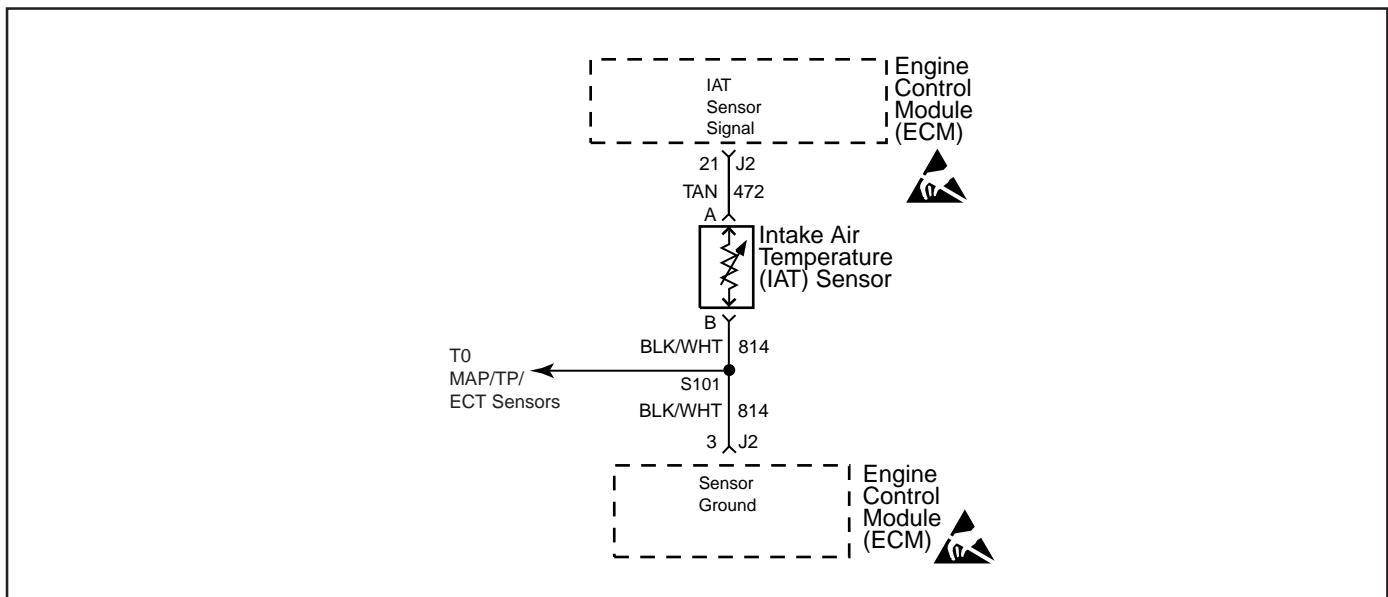 IAT
Sensor
Signal
Engine
Control
Module
(ECM)
21 J2
TAN 472
A
Intake Air
Temperature
(IAT) Sensor
B
BLK/WHT 814
T0
MAP/TP/
ECT Sensors
S101
BLK/WHT 814
3 J2
Sensor
Ground
Engine
Control
Module
(ECM)